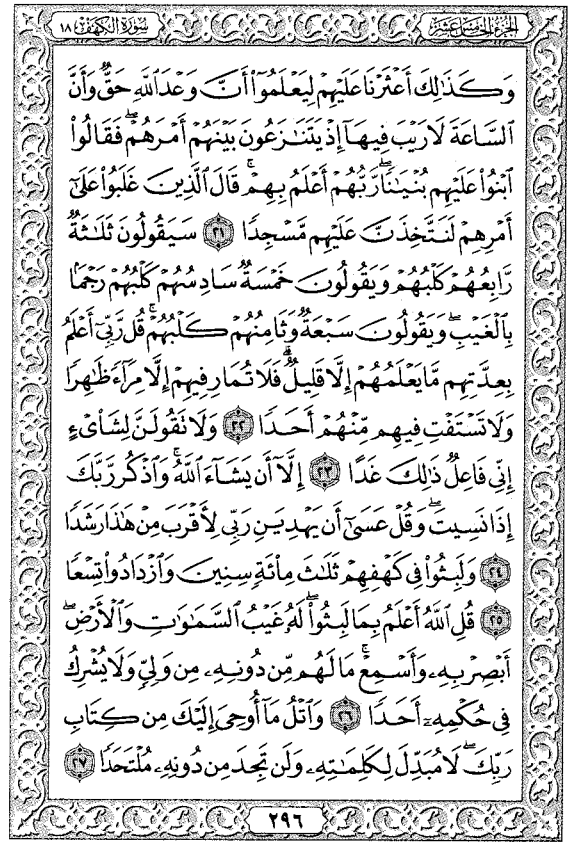 سورة الكهف ١٨ الجزء الخامس عشر
وَكَذَٰلِكَ أَعْثَرْنَا عَلَيْهِمْ لِيَعْلَمُوٓا۟ أَنَّ وَعْدَ ٱللَّهِ حَقٌّ وَأَنَّ
ٱلسَّاعَةَ لَا رَيْبَ فِيهَآ إِذْ يَتَنَٰزَعُونَ بَيْنَهُمْ أَمْرَهُمْ ۖ فَقَالُوا۟
ٱبْنُوا۟ عَلَيْهِم بُنْيَٰنًا ۖ رَّبُّهُمْ أَعْلَمُ بِهِمْ ۚ قَالَ ٱلَّذِينَ غَلَبُوا۟ عَلَىٰٓ
أَمْرِهِمْ لَنَتَّخِذَنَّ عَلَيْهِم مَّسْجِدًا ٢١ سَيَقُولُونَ ثَلَٰثَةٌ
رَّابِعُهُمْ كَلْبُهُمْ وَيَقُولُونَ خَمْسَةٌ سَادِسُهُمْ كَلْبُهُمْ رَجْمًۢا
بِٱلْغَيْبِ ۖ وَيَقُولُونَ سَبْعَةٌ وَثَامِنُهُمْ كَلْبُهُمْ ۚ قُل رَّبِّىٓ أَعْلَمُ
بِعِدَّتِهِم مَّا يَعْلَمُهُمْ إِلَّا قَلِيلٌ ۗ فَلَا تُمَارِ فِيهِمْ إِلَّا مِرَآءً ظَٰهِرًا
وَلَا تَسْتَفْتِ فِيهِم مِّنْهُمْ أَحَدًا ٢٢ وَلَا تَقُولَنَّ لِشَا۟ىْءٍ
إِنِّى فَاعِلٌ ذَٰلِكَ غَدًا ٢٣ إِلَّآ أَن يَشَآءَ ٱللَّهُ ۚ وَٱذْكُر رَّبَّكَ
إِذَا نَسِيتَ وَقُلْ عَسَىٰٓ أَن يَهْدِيَنِ رَبِّى لِأَقْرَبَ مِنْ هَٰذَا رَشَدًا
٢٤ وَلَبِثُوا۟ فِى كَهْفِهِمْ ثَلَٰثَ مِا۟ئَةٍ سِنِينَ وَٱزْدَادُوا۟ تِسْعًا
٢٥ قُلِ ٱللَّهُ أَعْلَمُ بِمَا لَبِثُوا۟ ۖ لَهُۥ غَيْبُ ٱلسَّمَٰوَٰتِ وَٱلْأَرْضِ ۖ
أَبْصِرْ بِهِۦ وَأَسْمِعْ ۚ مَا لَهُم مِّن دُونِهِۦ مِن وَلِىٍّ وَلَا يُشْرِكُ
فِى حُكْمِهِۦٓ أَحَدًا ٢٦ وَٱتْلُ مَآ أُوحِىَ إِلَيْكَ مِن كِتَابِ
رَبِّكَ ۖ لَا مُبَدِّلَ لِكَلِمَٰتِهِۦ وَلَن تَجِدَ مِن دُونِهِۦ مُلْتَحَدًا ٢٧
٢٩٦